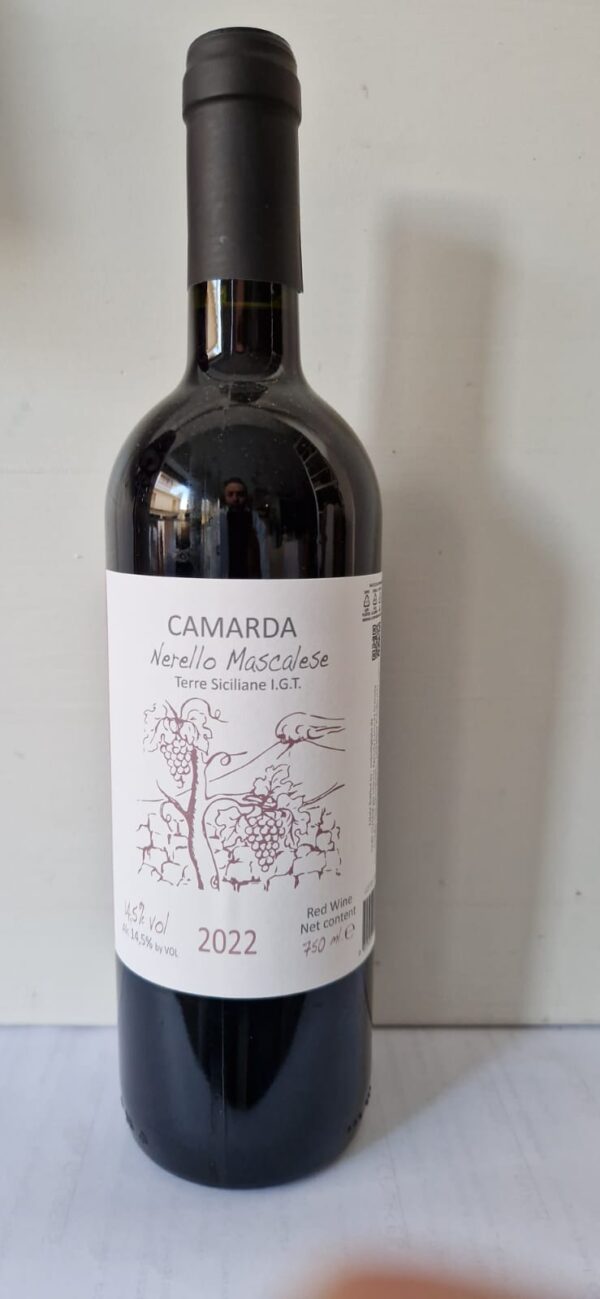 CAMARDA
Nerello Mascalese
Terre Siciliane I.G.T.
14,5% vol
Alc 14,5% by VOL
2022
Red Wine
Net content
750 ml. e